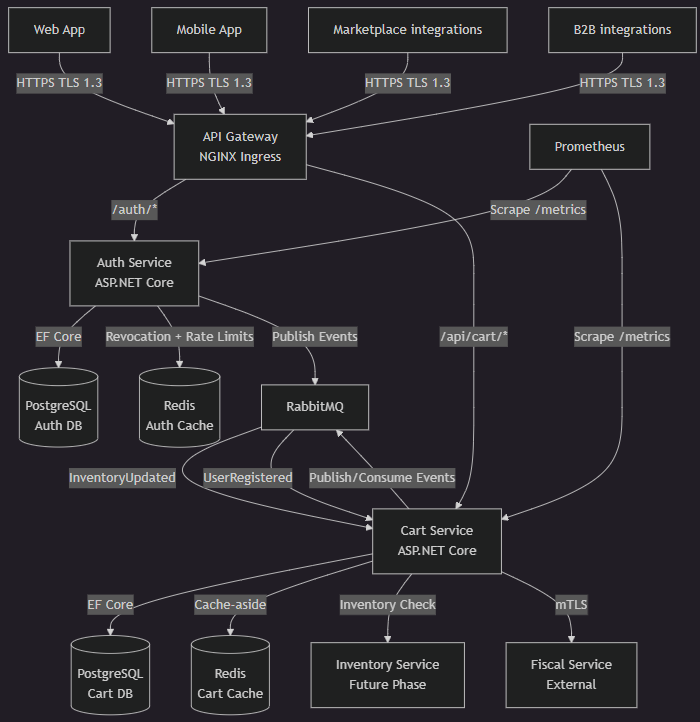 Web App
Mobile App
Marketplace integrations
B2B integrations
HTTPS TLS 1.3
HTTPS TLS 1.3
HTTPS TLS 1.3
HTTPS TLS 1.3
API Gateway
NGINX Ingress
Prometheus
/auth/*
Scrape /metrics
Auth Service
ASP.NET Core
EF Core
Revocation + Rate Limits
Publish Events
/api/cart/*
Scrape /metrics
PostgreSQL
Auth DB
Redis
Auth Cache
RabbitMQ
InventoryUpdated
UserRegistered
Publish/Consume Events
Cart Service
ASP.NET Core
EF Core
Cache-aside
Inventory Check
mTLS
PostgreSQL
Cart DB
Redis
Cart Cache
Inventory Service
Future Phase
Fiscal Service
External